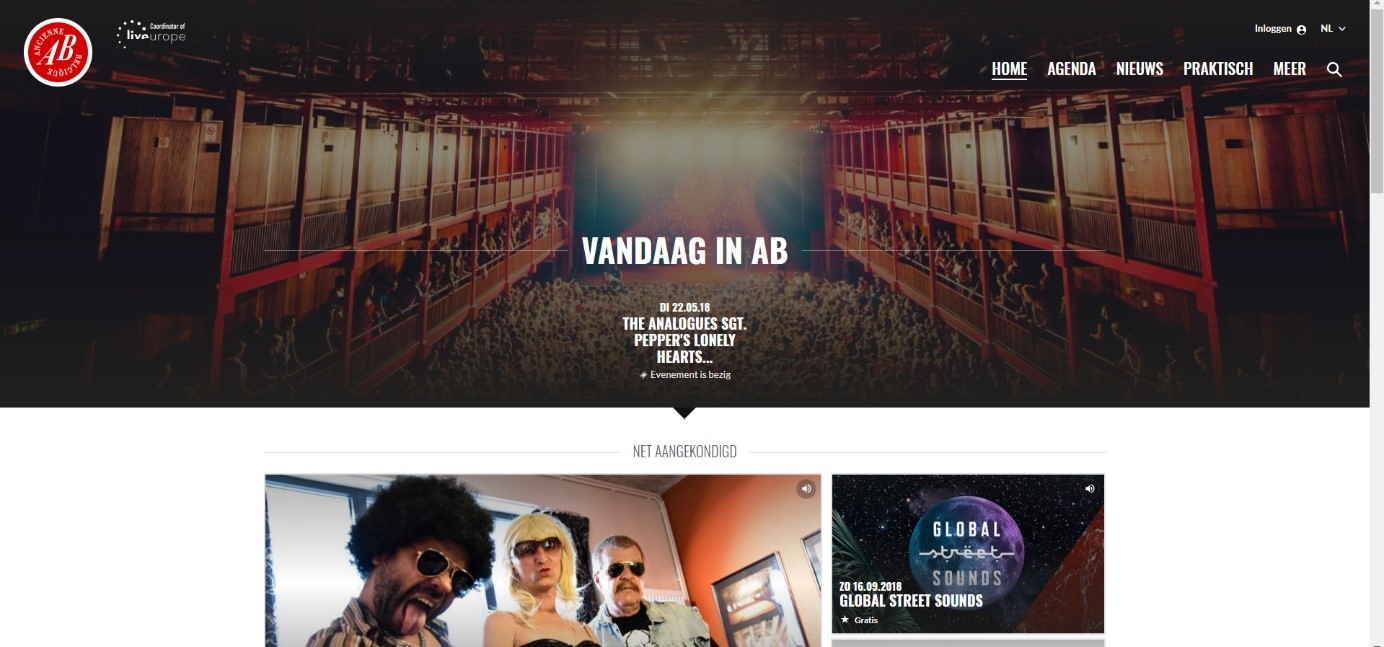 ANCIENNE
AB
BELGIQUE
Coordinator of
liveurope
Inloggen
NL
HOME
AGENDA
NIEUWS
PRAKTISCH
MEER
VANDAAG IN AB
DI 22.05.18
THE ANALOGUES SGT.
PEPPER'S LONELY
HEARTS...
Evenement is bezig
NET AANGEKONDIGD
GLOBAL
strëet
SOUNDS
ZO 16.09.2018
GLOBAL STREET SOUNDS
Gratis